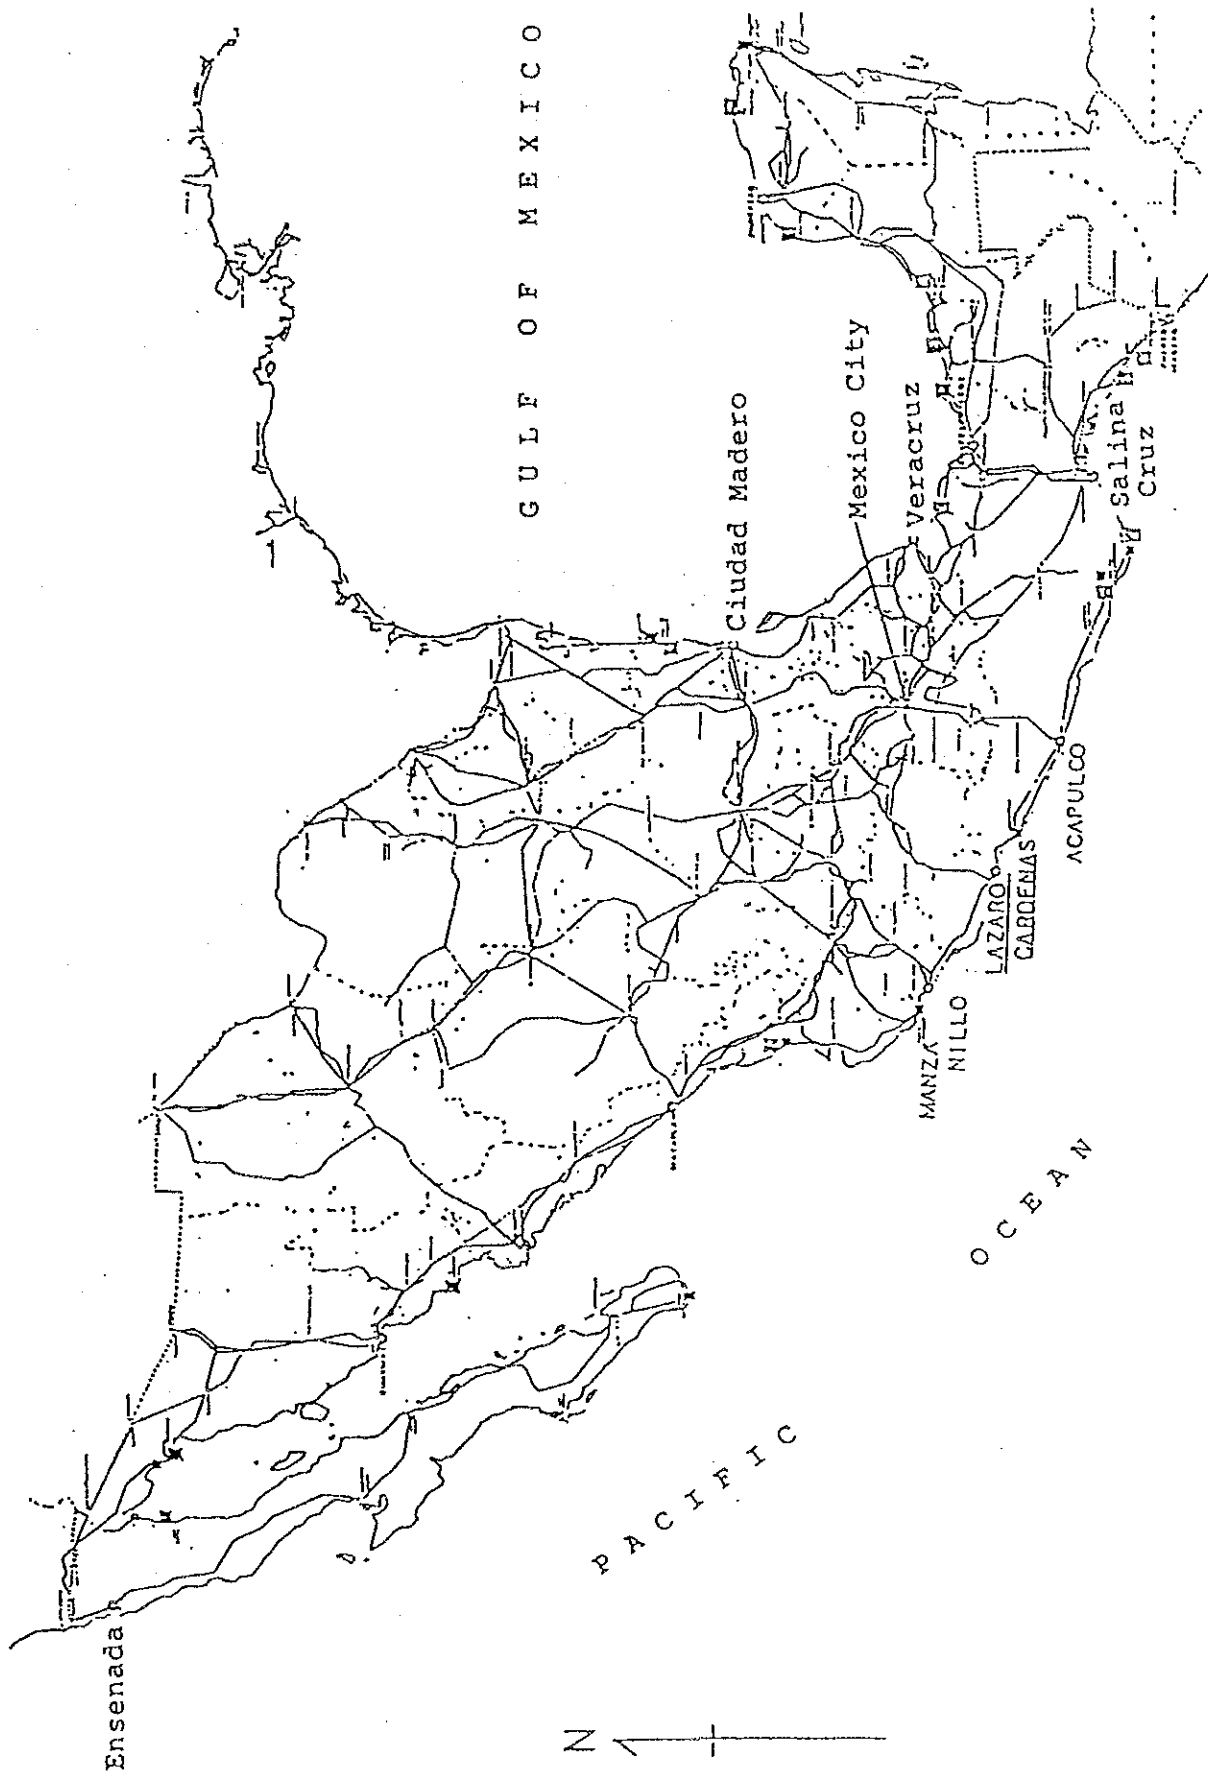 GULF OF MEXICO
Ensenada
Ciudad Madero
Mexico City
Veracruz
Salina
Cruz
ACAPULCO
LAZARO
CARDENAS
MANZA
NILLO
PACIFIC
OCEAN
N